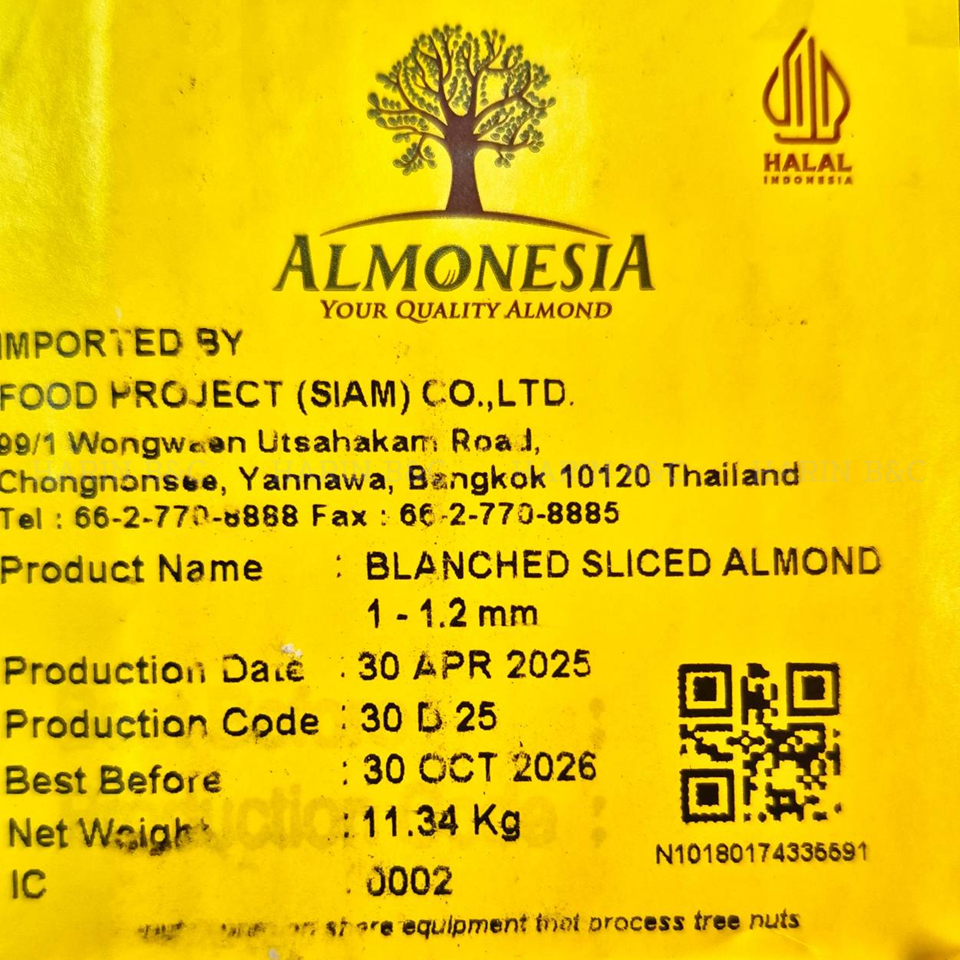 HALAL
INDONESIA
ALMONESIA
YOUR QUALITY ALMOND
IMPORTED BY
FOOD PROJECT (SIAM) CO.,LTD.
99/1 Wongwaen Utsahakam Road,
Chongnonsee, Yannawa, Bangkok 10120 Thailand
Tel : 66-2-770-8888 Fax : 66-2-770-8885
Product Name : BLANCHED SLICED ALMOND
1 - 1.2 mm
Production Date : 30 APR 2025
Production Code : 30 D 25
Best Before : 30 OCT 2026
Net Weight : 11.34 Kg
N10180174336691
IC : 0002
share equipment that process tree nuts